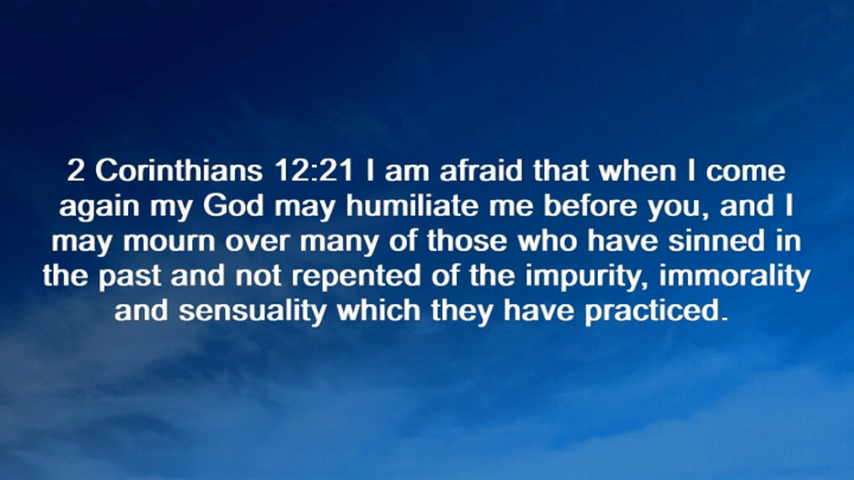 2 Corinthians 12:21 I am afraid that when I come
again my God may humiliate me before you, and I
may mourn over many of those who have sinned in
the past and not repented of the impurity, immorality
and sensuality which they have practiced.